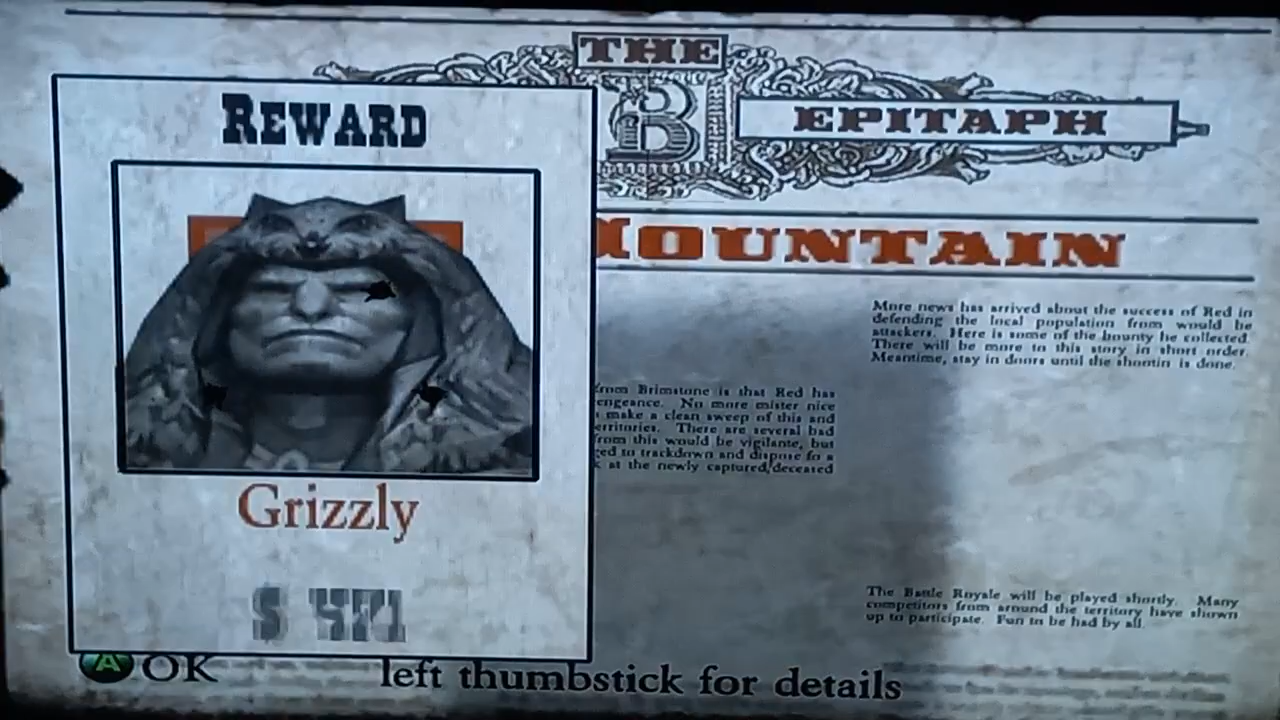 THE
B EPITAPH
MOUNTAIN
REWARD
Grizzly
from Brimstone is that Red has
engeance. No more mister nice
make a clean sweep of this and
erritories. There are several bad
from this would be vigilante, but
ed to trackdown and dispose fo a
at the newly captured, deceased
More news has arrived about the success of Red in
defending the local population from would be
attackers. Here is some of the bounty he collected.
There will be more to this story in short order.
Meantime, stay in doors until the shootin is done.
The Battle Royale will be played shortly. Many
competitors from around the territory have shown
up to participate. Fun to be had by all.
A OK
left thumbstick for details